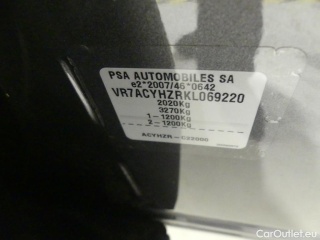 PSA AUTOMOBILES SA
e2*2007/46*0642
VR7ACYHZRKL069220
2020Kg
3270Kg
1-1200Kg
2-1200Kg
CarOutlet.eu